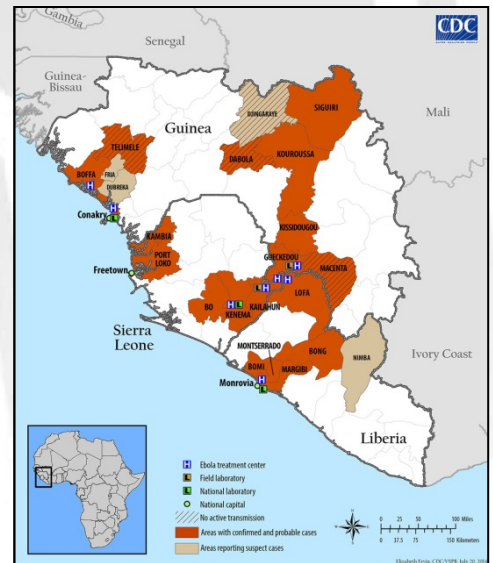 CDC
Senegal
Guinea-
Bissau
Guinea
Mali
DINGUIRAYE
SIGUIRI
TELIMELE
DABOLA
KOUROUSSA
BOFFA
FRIA
DUBREKA
Conakry
KISSIDOUGOU
KAMBIA
GUECKEDOU
MACENTA
PORT
LOKO
Freetown
LOFA
BO
KENEMA
KAILAHUN
Sierra
Leone
MONTSERRADO
BONG
NIMBA
Ivory Coast
BOMI
MARGIBI
Monrovia
Liberia
H Ebola treatment center
L Field laboratory
L National laboratory
National capital
No active transmission
Areas with confirmed and probable cases
Areas reporting suspect cases
0 25 50 100 Miles
0 37.5 75 150 Kilometers